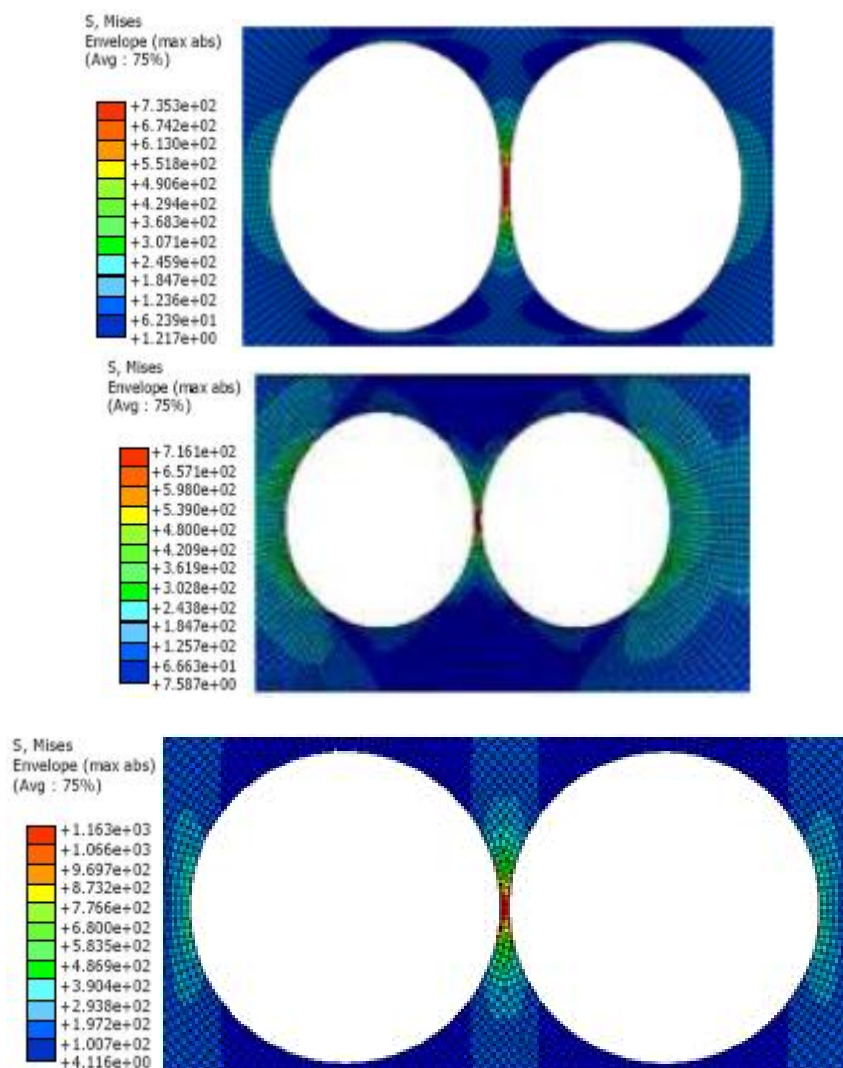 S, Mises
Envelope (max abs)
(Avg : 75%)
+7.353e+02
+6.742e+02
+6.130e+02
+5.518e+02
+4.906e+02
+4.294e+02
+3.683e+02
+3.071e+02
+2.459e+02
+1.847e+02
+1.236e+02
+6.239e+01
+1.217e+00
S, Mises
Envelope (max abs)
(Avg : 75%)
+7.161e+02
+6.571e+02
+5.980e+02
+5.390e+02
+4.800e+02
+4.209e+02
+3.619e+02
+3.028e+02
+2.438e+02
+1.847e+02
+1.257e+02
+6.663e+01
+7.587e+00
S, Mises
Envelope (max abs)
(Avg : 75%)
+1.163e+03
+1.066e+03
+9.697e+02
+8.732e+02
+7.766e+02
+6.800e+02
+5.835e+02
+4.869e+02
+3.904e+02
+2.938e+02
+1.972e+02
+1.007e+02
+4.116e+00